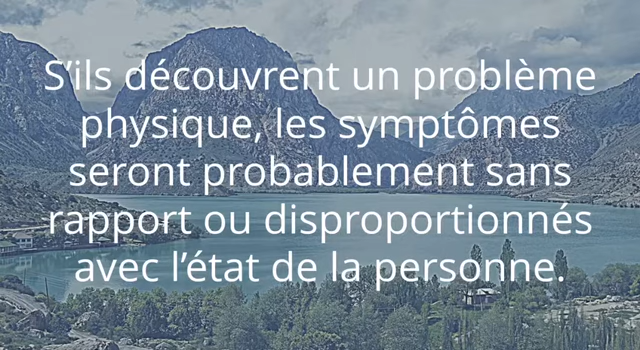 S’ils découvrent un problème
physique, les symptômes
seront probablement sans
rapport ou disproportionnés
avec l’état de la personne.